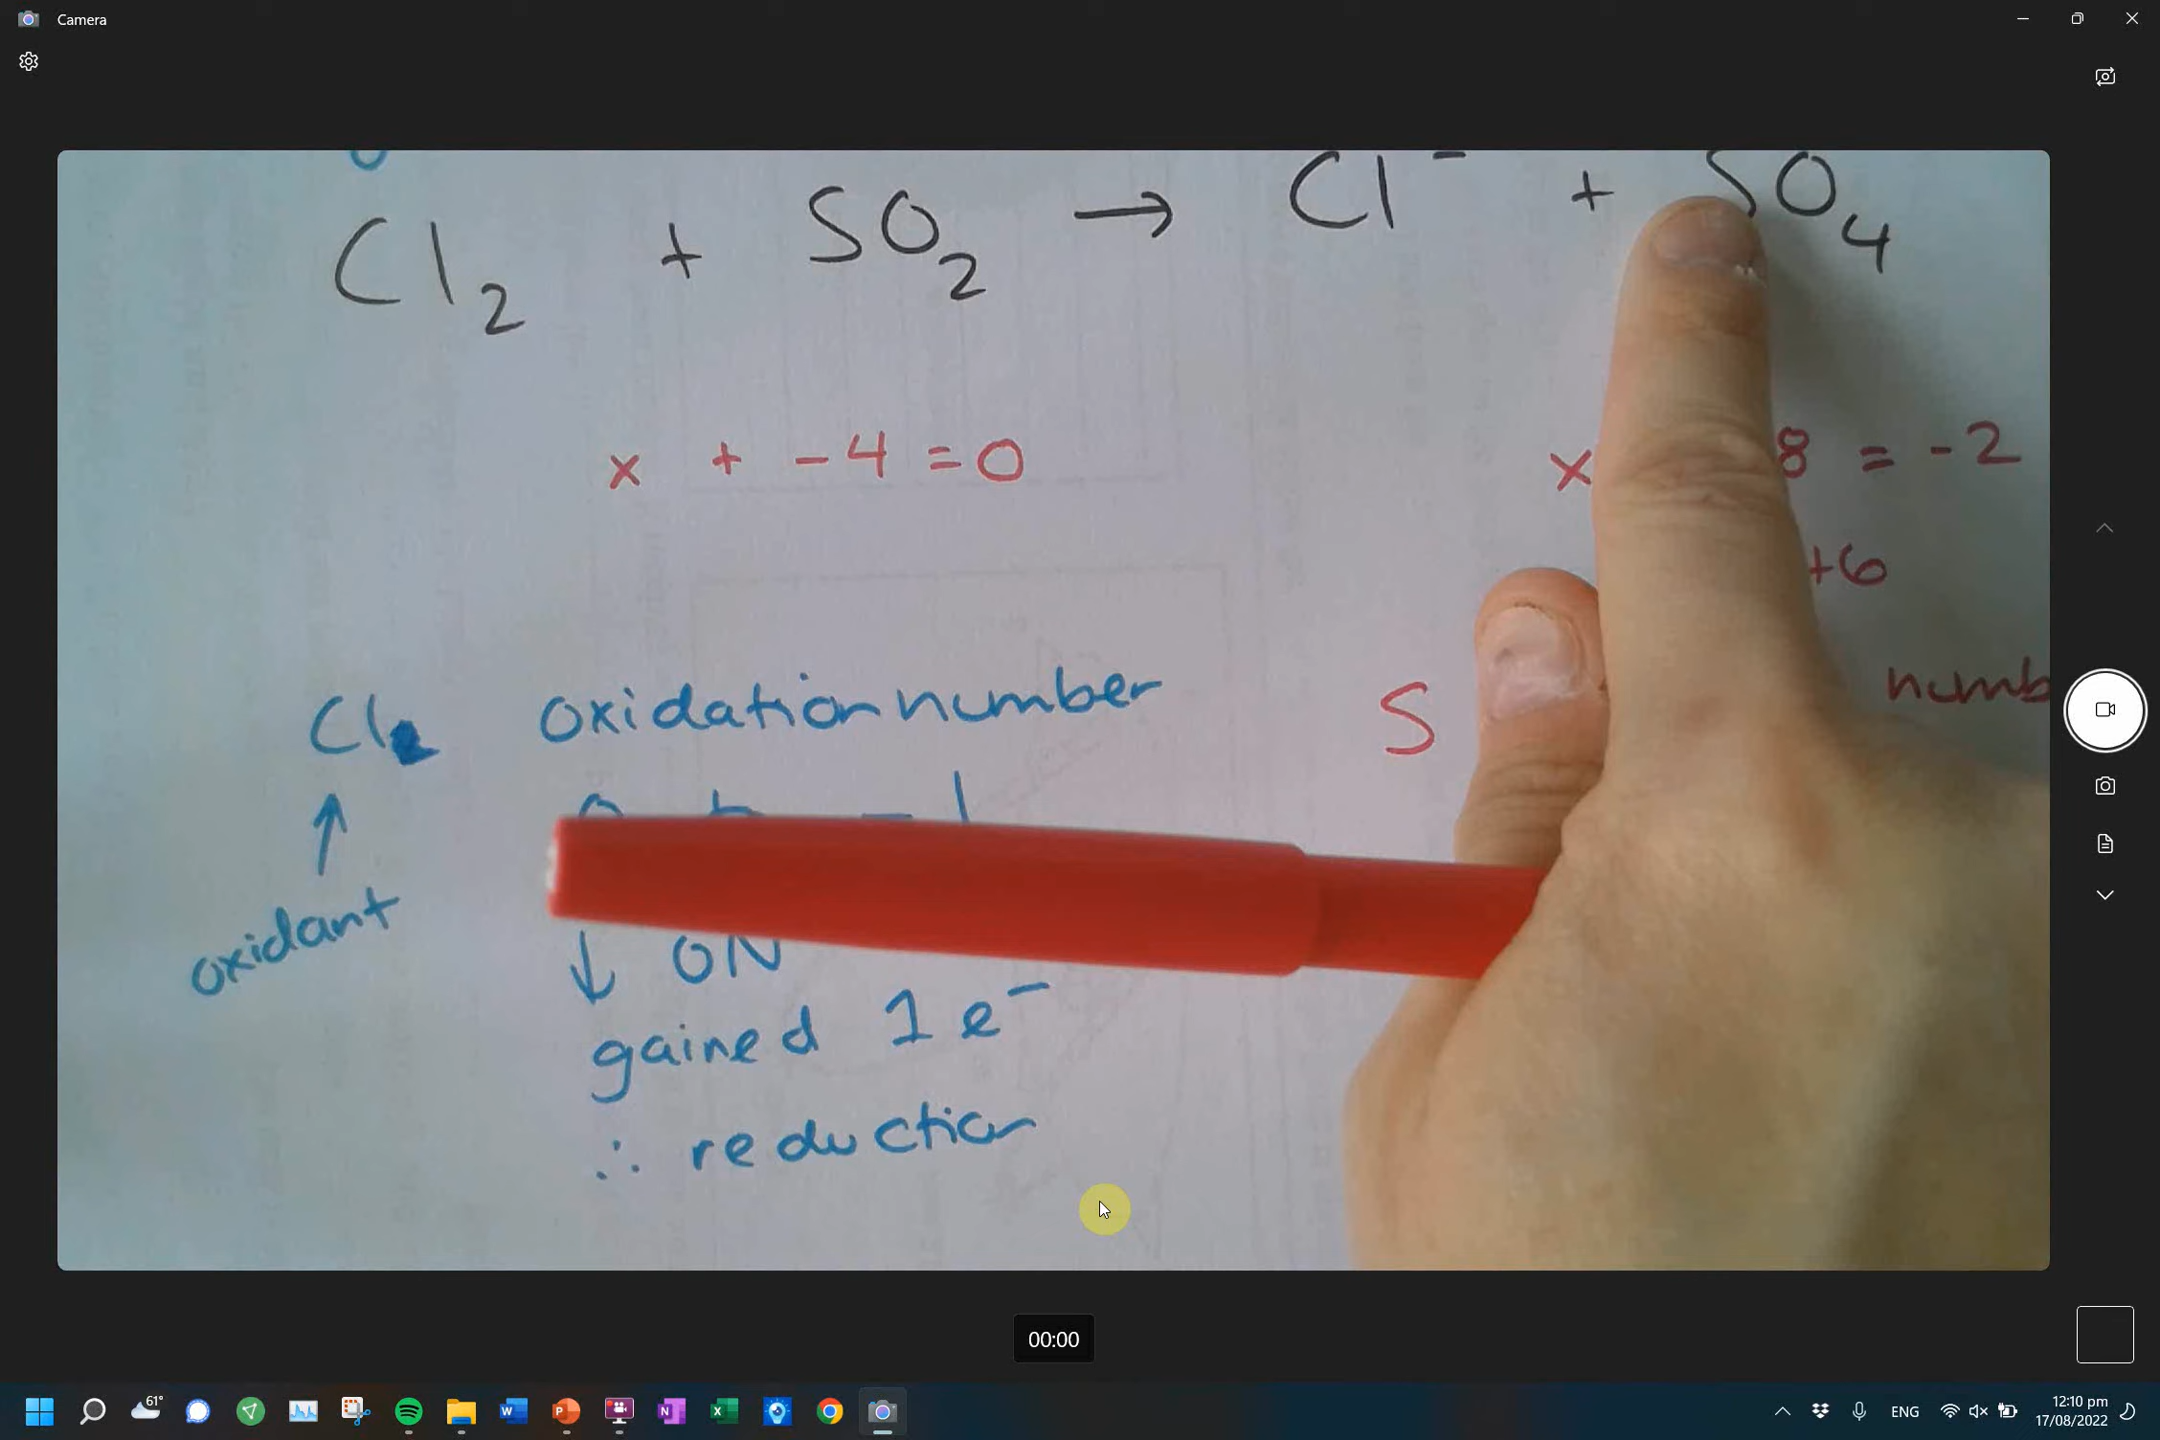 Camera
Cl₂ + SO₂ → Cl⁻ + SO₄
x + -4 = 0
x 8 = -2
+6
Cl oxidation number
S numb
↑
oxidant
↓ ON
gained 1 e⁻
∴ reduction
00:00
61°
ENG
12:10 pm
17/08/2022